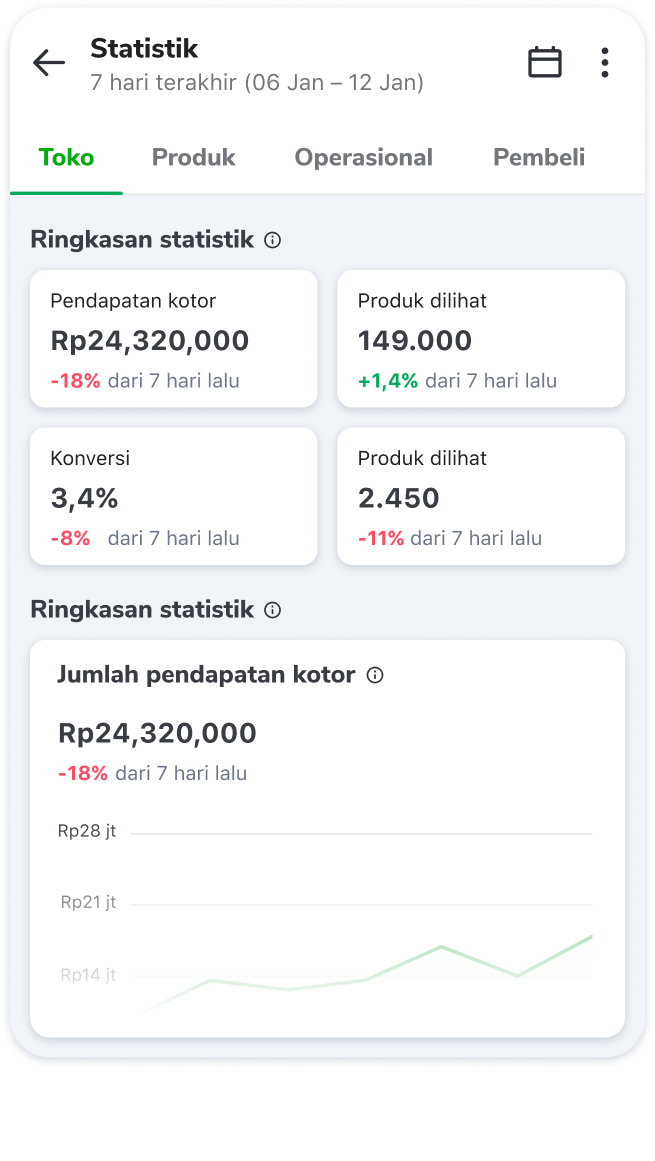 Statistik
7 hari terakhir (06 Jan – 12 Jan)
Toko Produk Operasional Pembeli
Ringkasan statistik
Pendapatan kotor
Rp24,320,000
-18% dari 7 hari lalu
Produk dilihat
149.000
+1,4% dari 7 hari lalu
Konversi
3,4%
-8% dari 7 hari lalu
Produk dilihat
2.450
-11% dari 7 hari lalu
Ringkasan statistik
Jumlah pendapatan kotor
Rp24,320,000
-18% dari 7 hari lalu
Rp28 jt
Rp21 jt
Rp14 jt